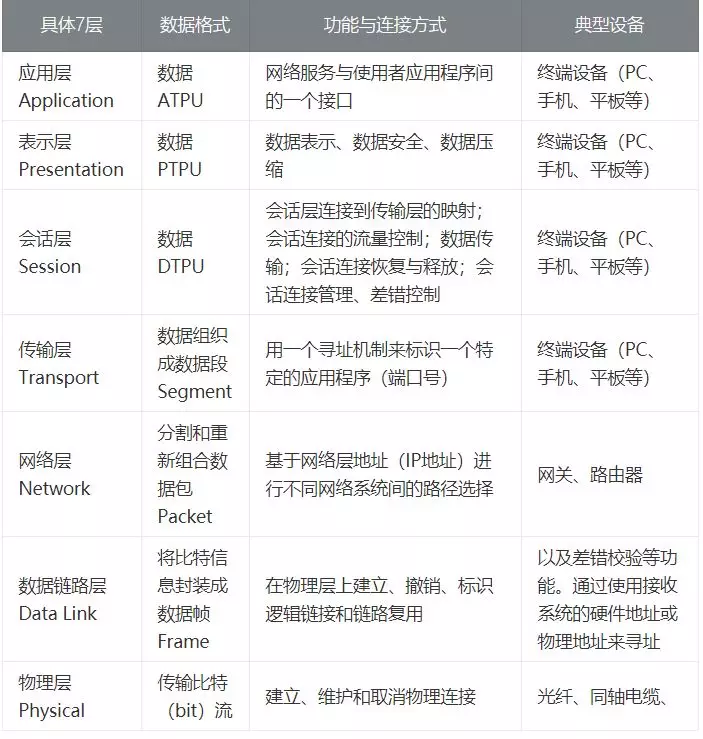 具体7层
数据格式
功能与连接方式
典型设备
应用层
Application
数据
ATPU
网络服务与使用者应用程序间
的一个接口
终端设备（PC、
手机、平板等）
表示层
Presentation
数据
PTPU
数据表示、数据安全、数据压
缩
终端设备（PC、
手机、平板等）
会话层
Session
数据
DTPU
会话层连接到传输层的映射；
会话连接的流量控制；数据传
输；会话连接恢复与释放；会
话连接管理、差错控制
终端设备（PC、
手机、平板等）
传输层
Transport
数据组织
成数据段
Segment
用一个寻址机制来标识一个特
定的应用程序（端口号）
终端设备（PC、
手机、平板等）
网络层
Network
分割和重
新组合数
据包
Packet
基于网络层地址（IP地址）进
行不同网络系统间的路径选择
网关、路由器
数据链路层
Data Link
将比特信
息封装成
数据帧
Frame
在物理层上建立、撤销、标识
逻辑链接和链路复用
以及差错校验等功
能。通过使用接收
系统的硬件地址或
物理地址来寻址
物理层
Physical
传输比特
（bit）流
建立、维护和取消物理连接
光纤、同轴电缆、